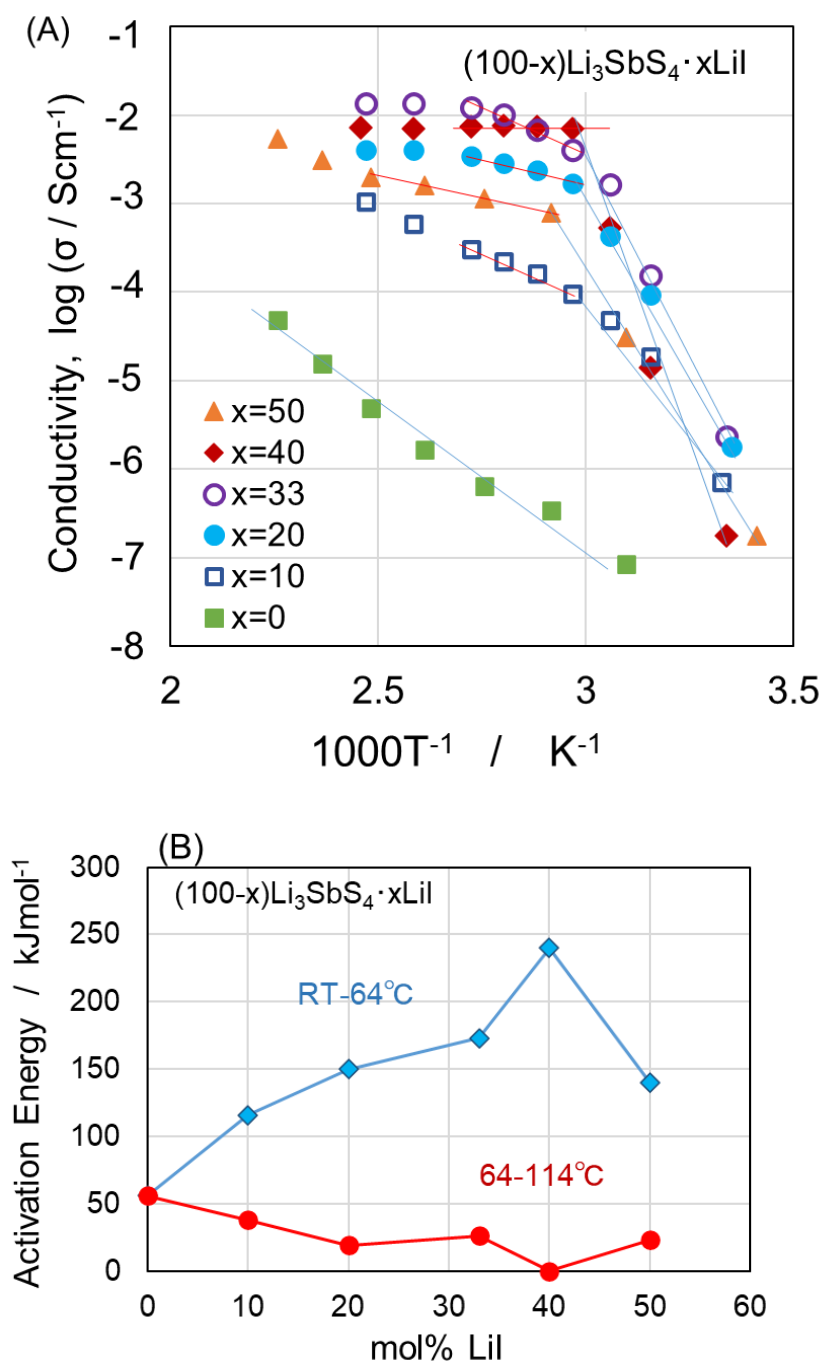 (A)
(100-x)Li₃SbS₄·xLiI
-1
-2
-3
-4
-5
-6
-7
-8
Conductivity, log (σ / Scm⁻¹)
x=50
x=40
x=33
x=20
x=10
x=0
2
2.5
3
3.5
1000T⁻¹ / K⁻¹
(B)
(100-x)Li₃SbS₄·xLiI
300
250
200
150
100
50
0
Activation Energy / kJmol⁻¹
RT-64℃
64-114℃
0
10
20
30
40
50
60
mol% LiI